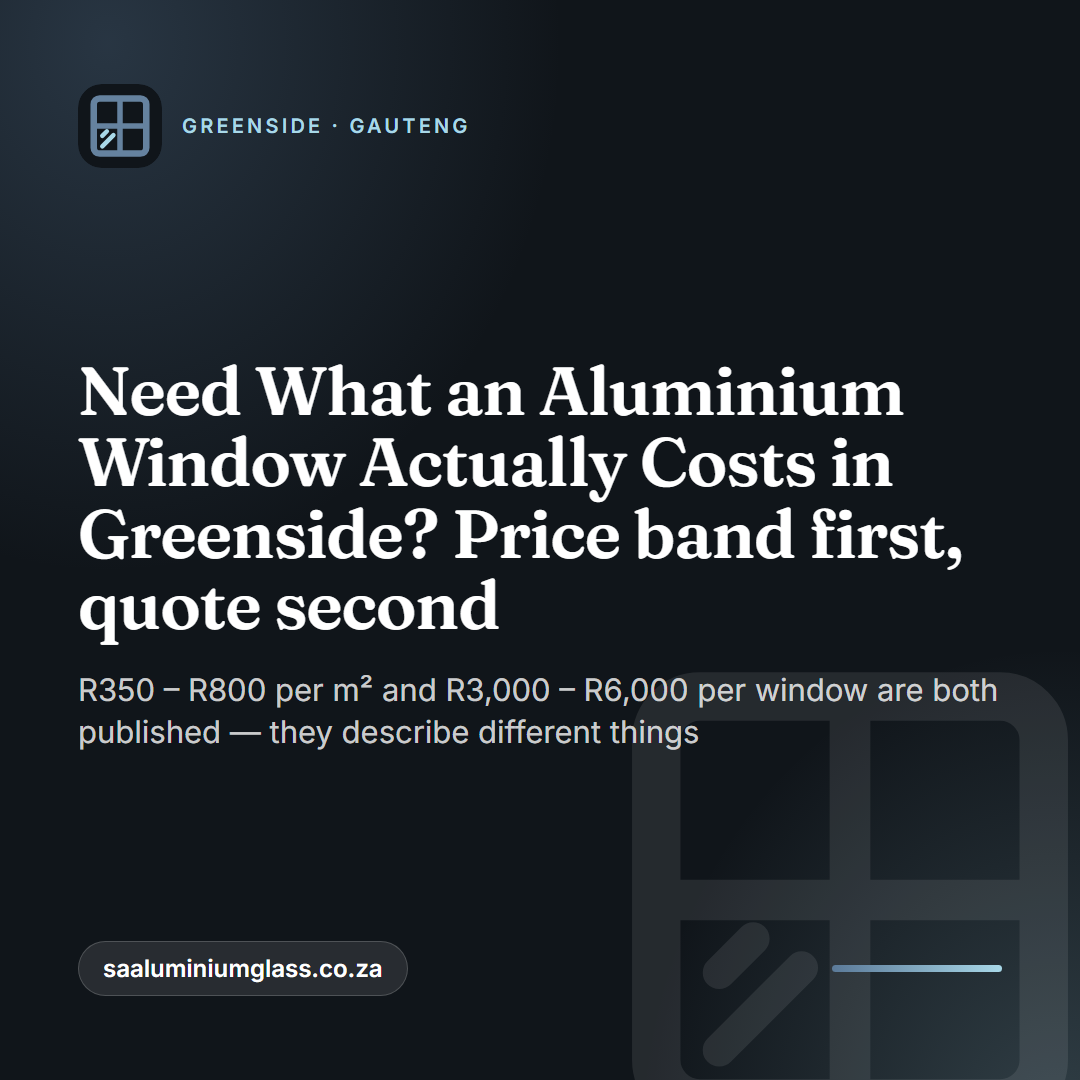 GREENSIDE · GAUTENG
Need What an Aluminium
Window Actually Costs in
Greenside? Price band first,
quote second
R350 – R800 per m² and R3,000 – R6,000 per window are both
published — they describe different things
saaluminiumglass.co.za